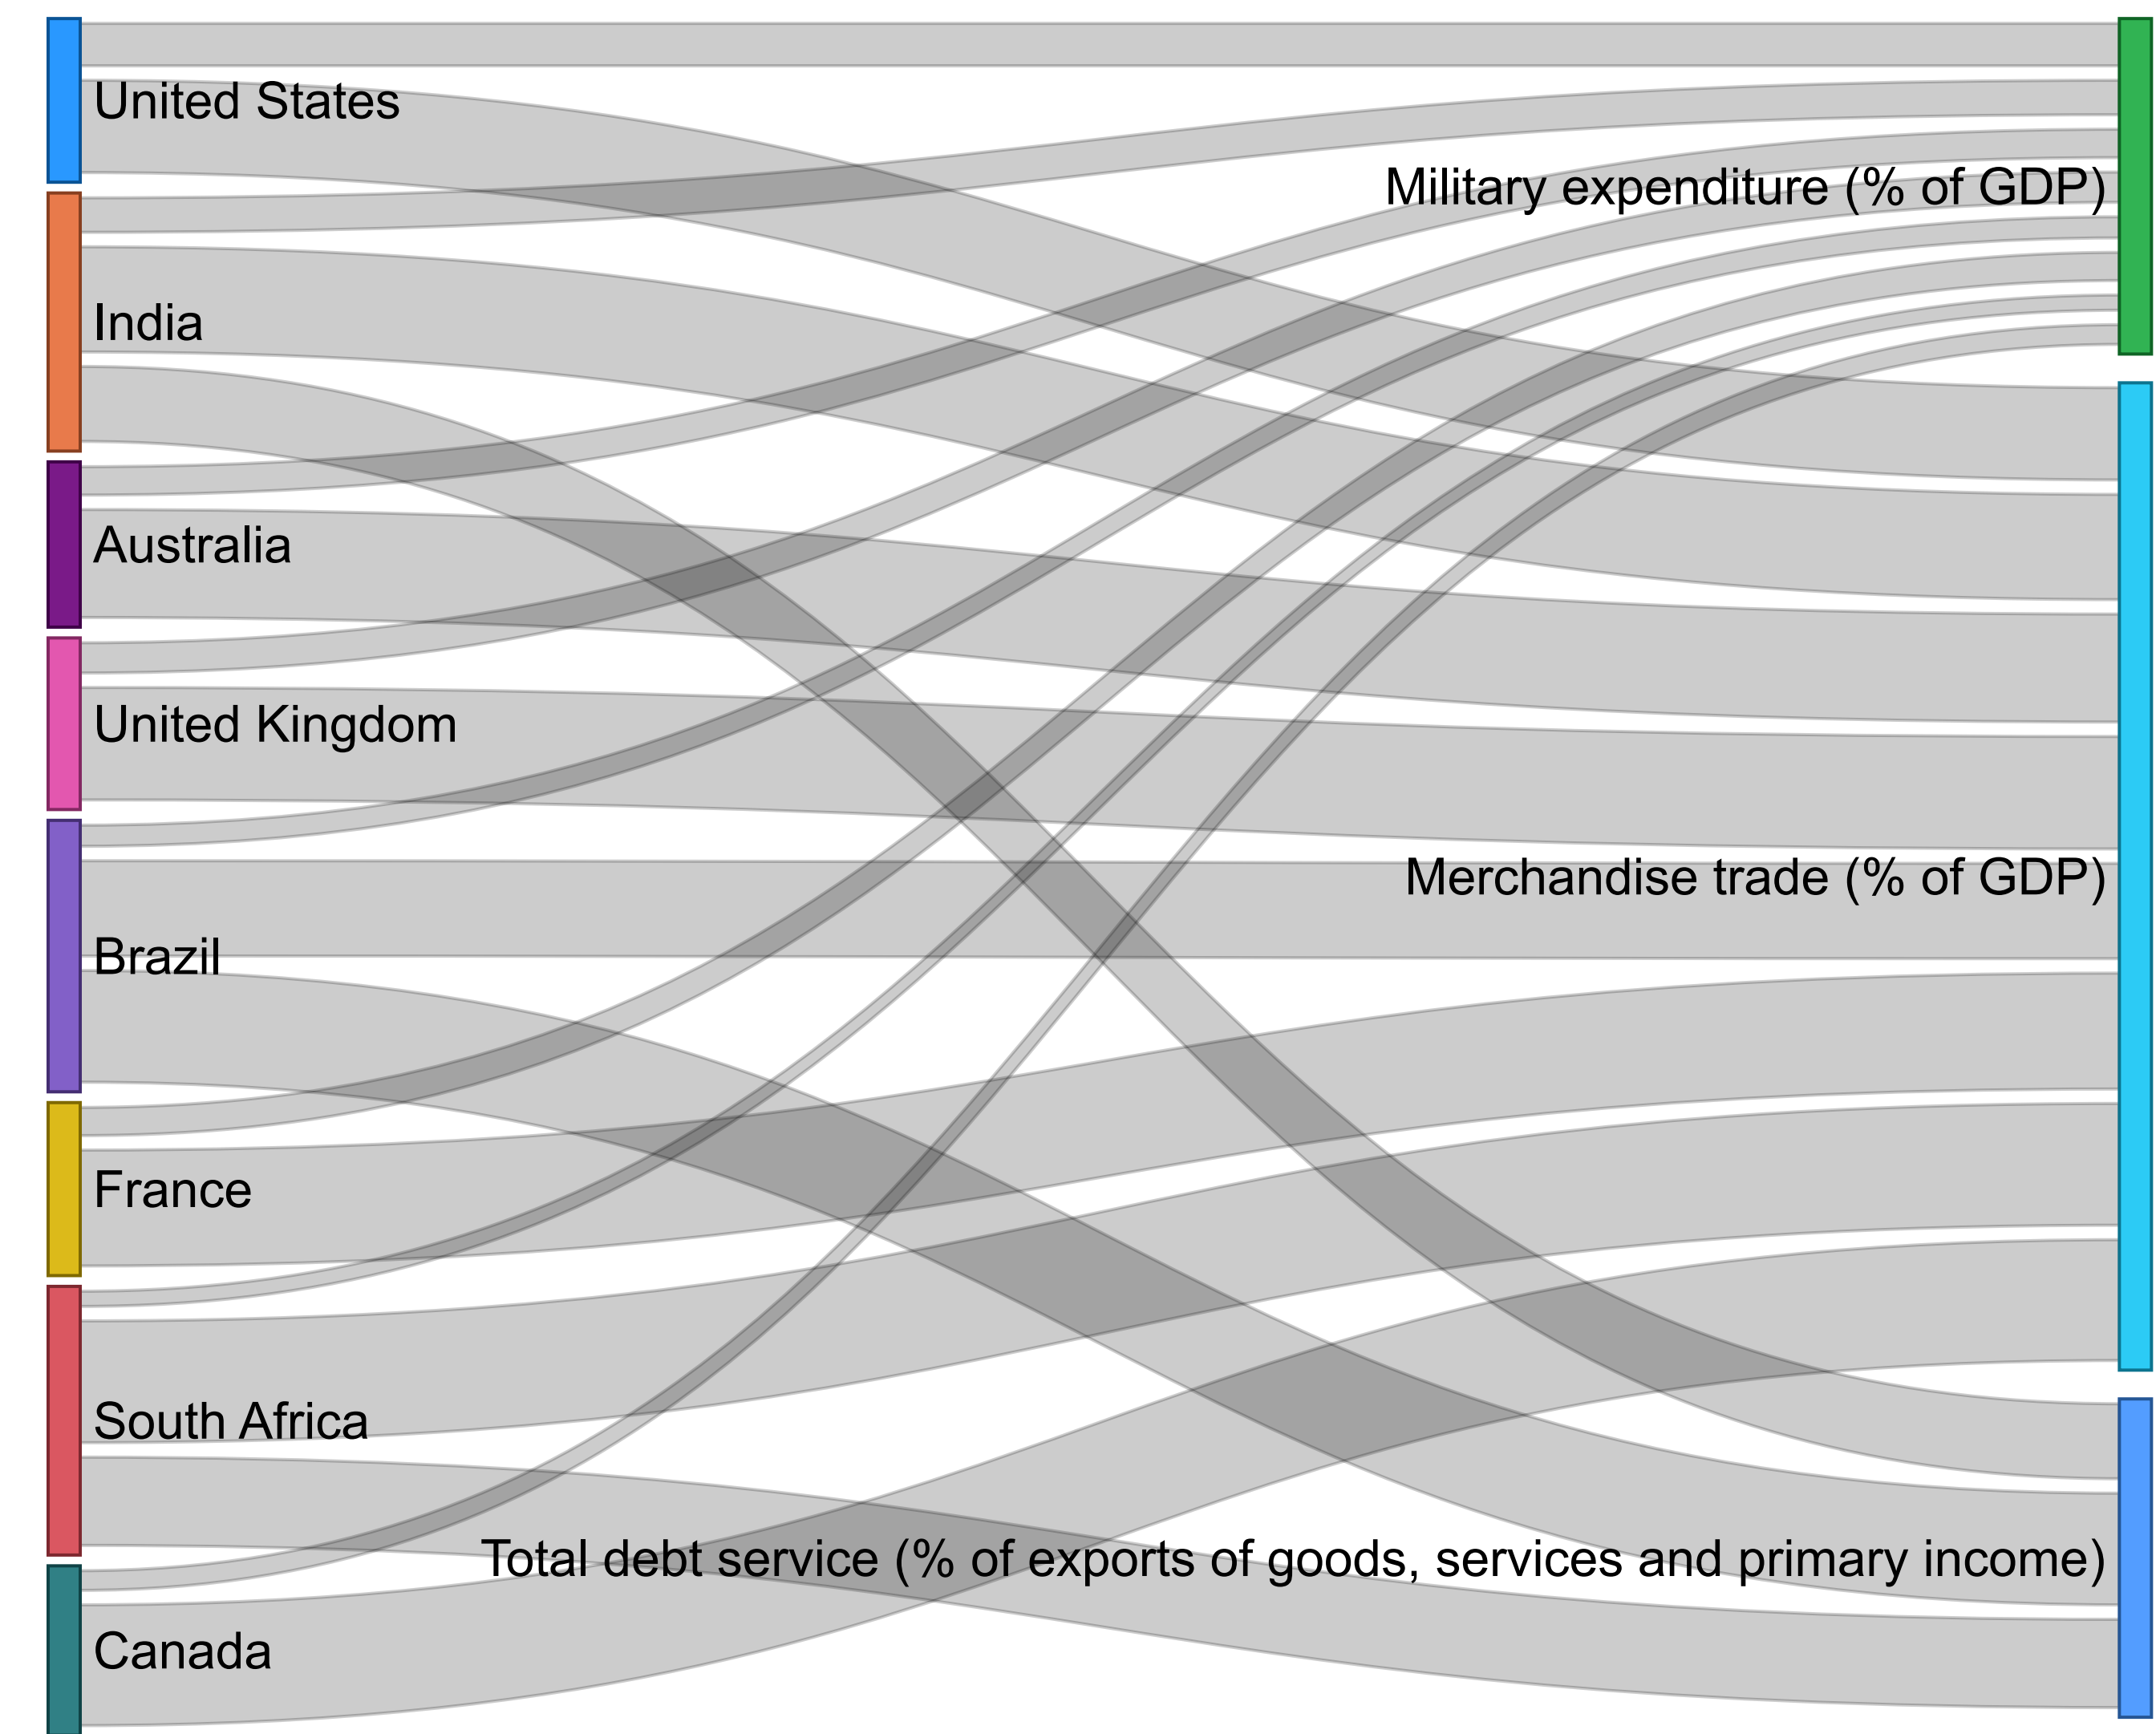 United States
Military expenditure (% of GDP)
India
Australia
United Kingdom
Merchandise trade (% of GDP)
Brazil
France
South Africa
Total debt service (% of exports of goods, services and primary income)
Canada